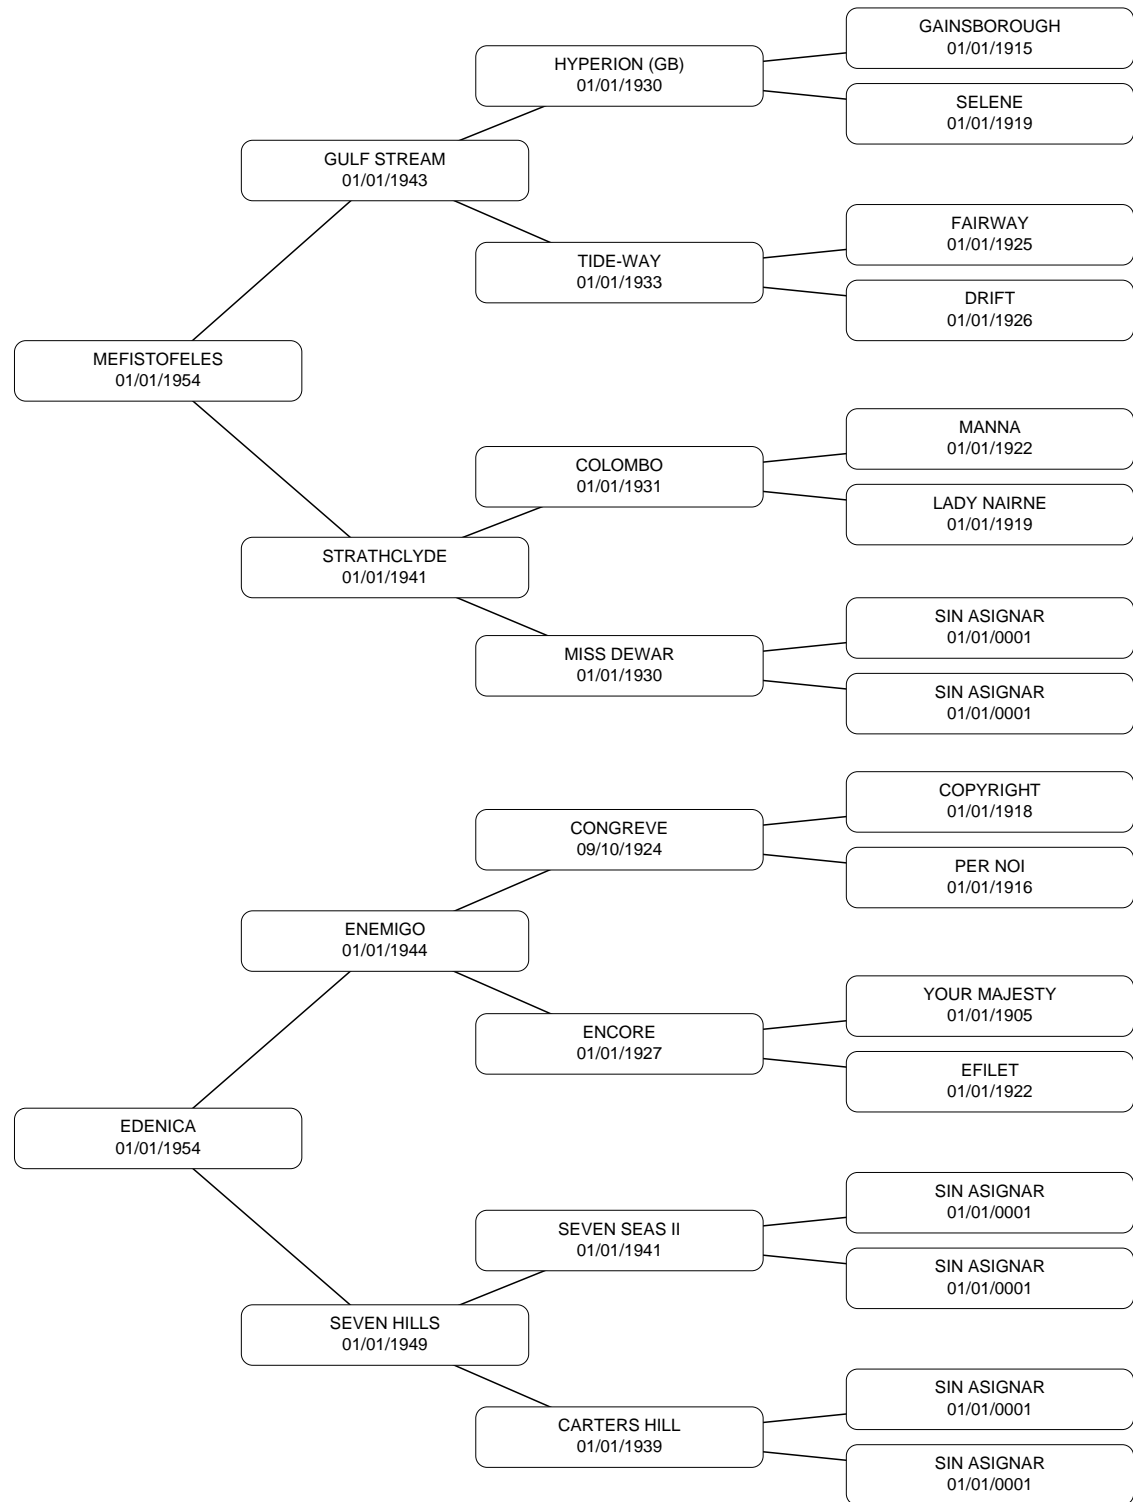 GAINSBOROUGH
01/01/1915
HYPERION (GB)
01/01/1930
SELENE
01/01/1919
GULF STREAM
01/01/1943
FAIRWAY
01/01/1925
TIDE-WAY
01/01/1933
DRIFT
01/01/1926
MEFISTOFELES
01/01/1954
MANNA
01/01/1922
COLOMBO
01/01/1931
LADY NAIRNE
01/01/1919
STRATHCLYDE
01/01/1941
SIN ASIGNAR
01/01/0001
MISS DEWAR
01/01/1930
SIN ASIGNAR
01/01/0001
COPYRIGHT
01/01/1918
CONGREVE
09/10/1924
PER NOI
01/01/1916
ENEMIGO
01/01/1944
YOUR MAJESTY
01/01/1905
ENCORE
01/01/1927
EFILET
01/01/1922
EDENICA
01/01/1954
SIN ASIGNAR
01/01/0001
SEVEN SEAS II
01/01/1941
SIN ASIGNAR
01/01/0001
SEVEN HILLS
01/01/1949
SIN ASIGNAR
01/01/0001
CARTERS HILL
01/01/1939
SIN ASIGNAR
01/01/0001